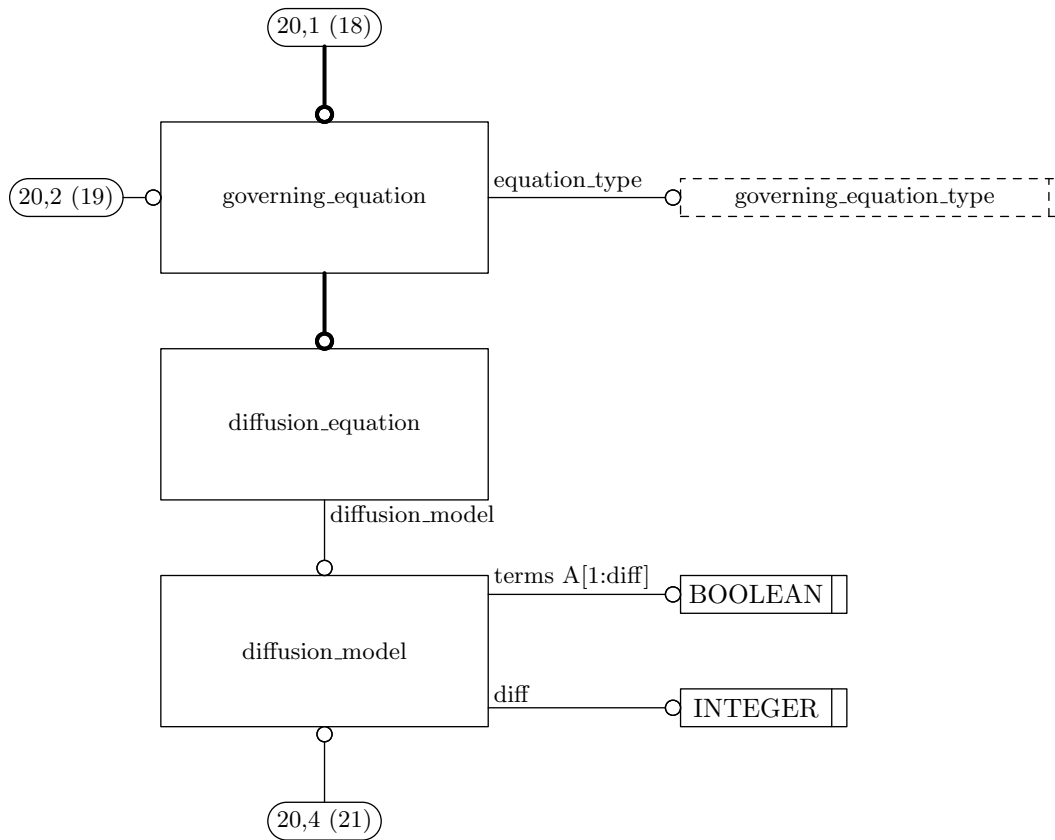 20,1 (18)
20,2 (19)
governing_equation
equation_type
governing_equation_type
diffusion_equation
diffusion_model
terms A[1:diff]
BOOLEAN
diffusion_model
diff
INTEGER
20,4 (21)